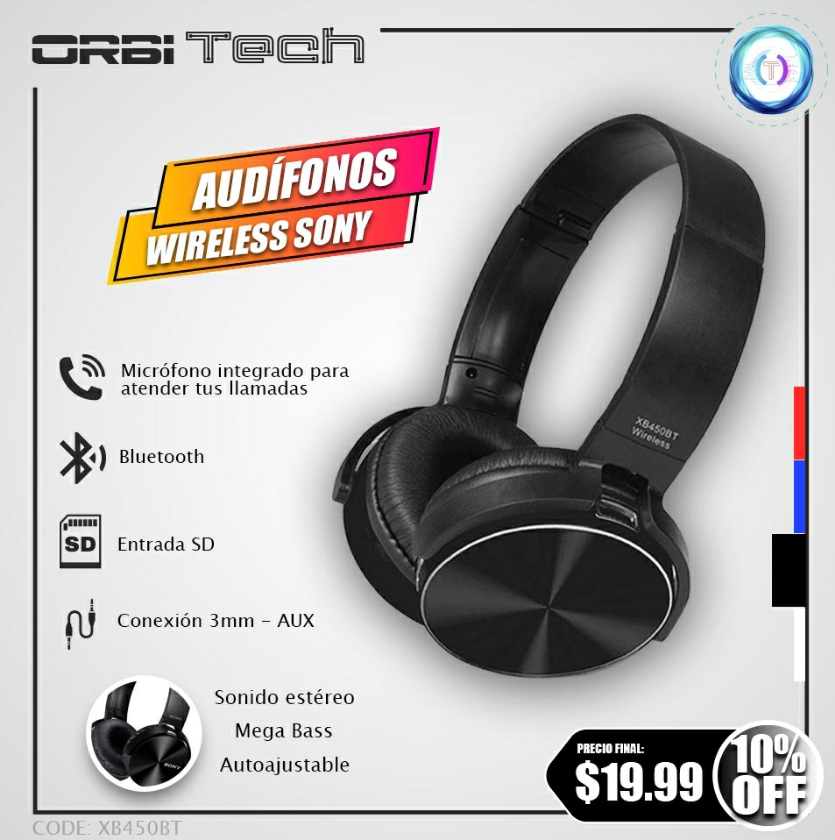 ORBI Tech
T
AUDÍFONOS
WIRELESS SONY
Micrófono integrado para
atender tus llamadas
Bluetooth
SD
Entrada SD
Conexión 3mm - AUX
XB450BT
Wireless
Sonido estéreo
Mega Bass
Autoajustable
SONY
PRECIO FINAL:
$19.99
10%
OFF
CODE: XB450BT